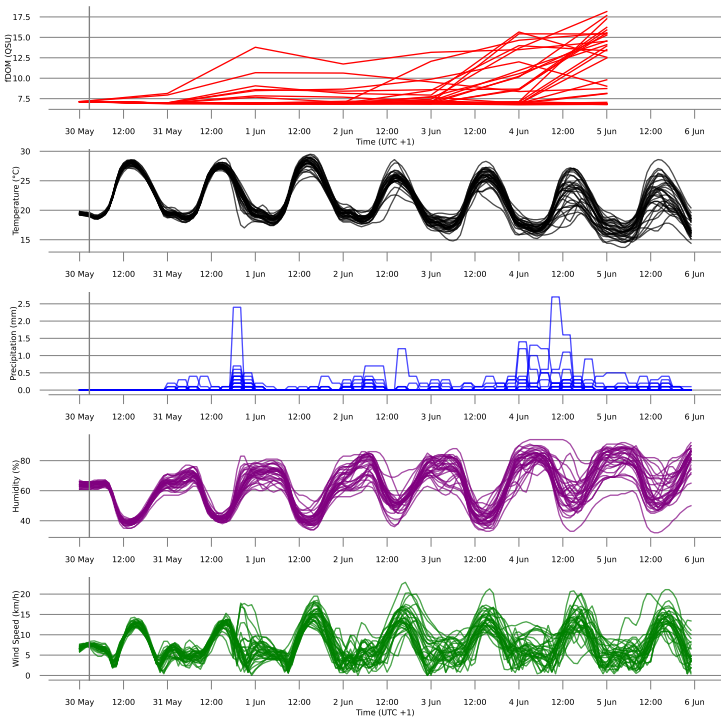 fDOM (QSU)
17.5
15.0
12.5
10.0
7.5
30 May 12:00 31 May 12:00 1 Jun 12:00 2 Jun 12:00 3 Jun 12:00 4 Jun 12:00 5 Jun 12:00 6 Jun
Time (UTC +1)
Temperature (°C)
30
25
20
15
30 May 12:00 31 May 12:00 1 Jun 12:00 2 Jun 12:00 3 Jun 12:00 4 Jun 12:00 5 Jun 12:00 6 Jun
Precipitation (mm)
2.5
2.0
1.5
1.0
0.5
0.0
30 May 12:00 31 May 12:00 1 Jun 12:00 2 Jun 12:00 3 Jun 12:00 4 Jun 12:00 5 Jun 12:00 6 Jun
Humidity (%)
80
60
40
30 May 12:00 31 May 12:00 1 Jun 12:00 2 Jun 12:00 3 Jun 12:00 4 Jun 12:00 5 Jun 12:00 6 Jun
Wind Speed (km/h)
20
15
10
5
0
30 May 12:00 31 May 12:00 1 Jun 12:00 2 Jun 12:00 3 Jun 12:00 4 Jun 12:00 5 Jun 12:00 6 Jun
Time (UTC +1)